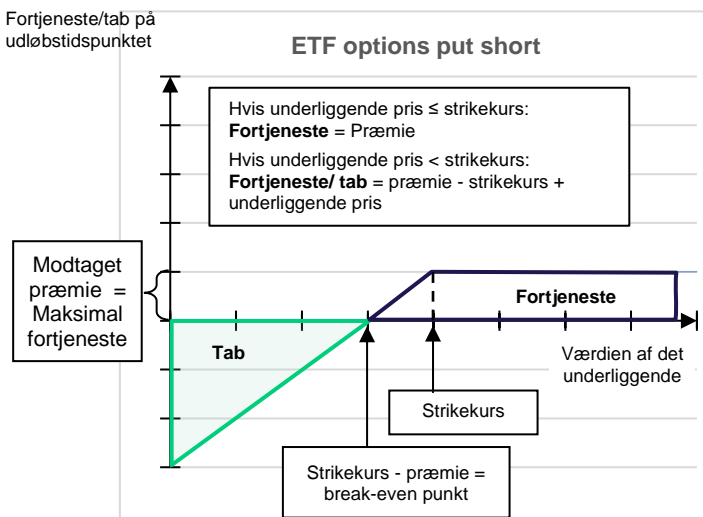 Fortjeneste/tab på
udløbstidspunktet
ETF options put short
Hvis underliggende pris ≤ strikekurs:
Fortjeneste = Præmie
Hvis underliggende pris < strikekurs:
Fortjeneste/ tab = præmie - strikekurs +
underliggende pris
Modtaget
præmie =
Maksimal
fortjeneste
Fortjeneste
Tab
Værdien af det
underliggende
Strikekurs
Strikekurs - præmie =
break-even punkt